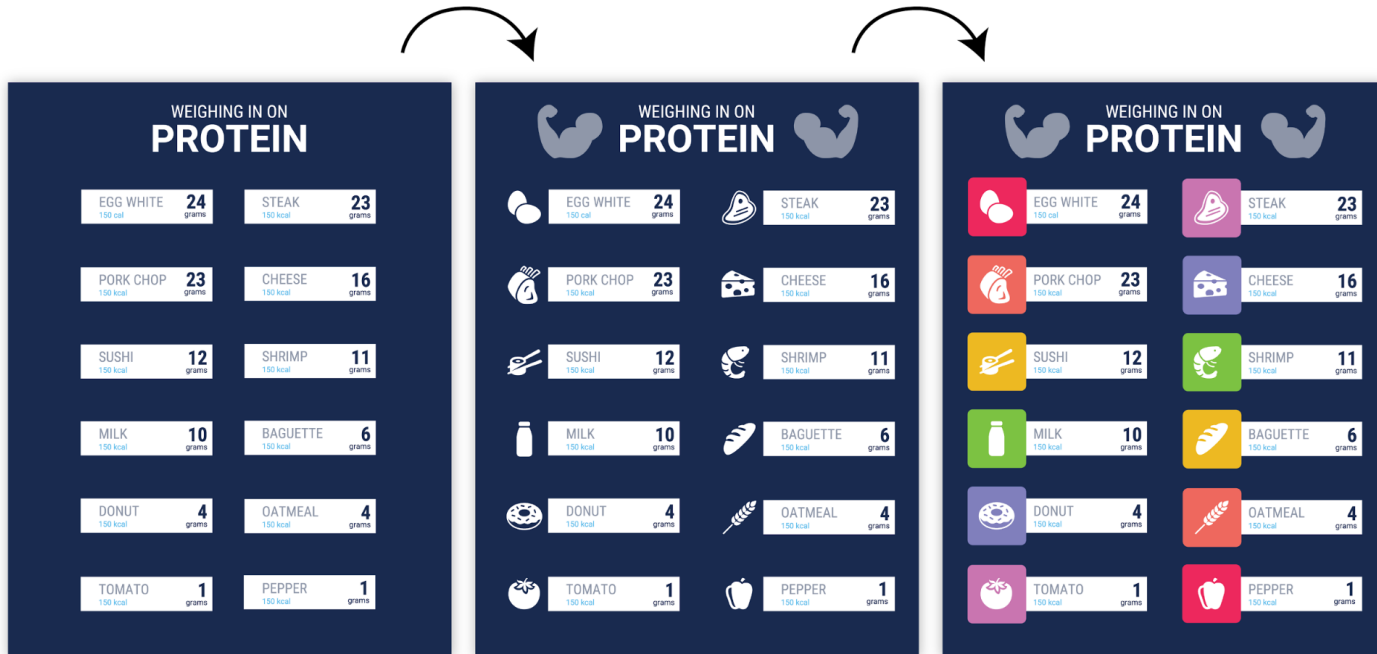 WEIGHING IN ON
PROTEIN
EGG WHITE 24
150 cal grams
STEAK 23
150 kcal grams
PORK CHOP 23
150 kcal grams
CHEESE 16
150 kcal grams
SUSHI 12
150 kcal grams
SHRIMP 11
150 kcal grams
MILK 10
150 kcal grams
BAGUETTE 6
150 kcal grams
DONUT 4
150 kcal grams
OATMEAL 4
150 kcal grams
TOMATO 1
150 kcal grams
PEPPER 1
150 kcal grams
WEIGHING IN ON
PROTEIN
EGG WHITE 24
150 cal grams
STEAK 23
150 kcal grams
PORK CHOP 23
150 kcal grams
CHEESE 16
150 kcal grams
SUSHI 12
150 kcal grams
SHRIMP 11
150 kcal grams
MILK 10
150 kcal grams
BAGUETTE 6
150 kcal grams
DONUT 4
150 kcal grams
OATMEAL 4
150 kcal grams
TOMATO 1
150 kcal grams
PEPPER 1
150 kcal grams
WEIGHING IN ON
PROTEIN
EGG WHITE 24
150 cal grams
STEAK 23
150 kcal grams
PORK CHOP 23
150 kcal grams
CHEESE 16
150 kcal grams
SUSHI 12
150 kcal grams
SHRIMP 11
150 kcal grams
MILK 10
150 kcal grams
BAGUETTE 6
150 kcal grams
DONUT 4
150 kcal grams
OATMEAL 4
150 kcal grams
TOMATO 1
150 kcal grams
PEPPER 1
150 kcal grams